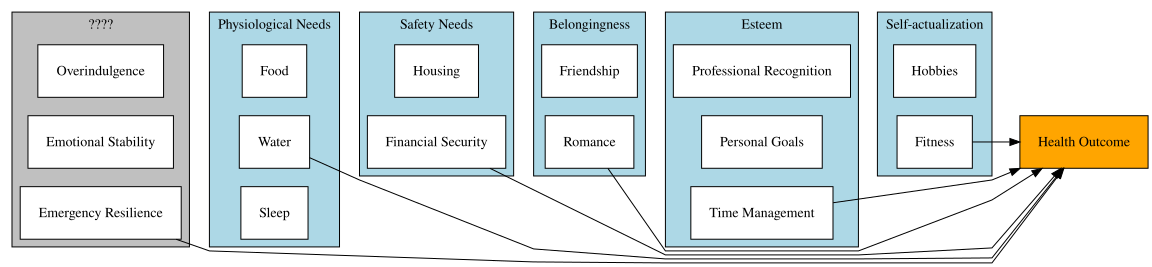 ????
Overindulgence
Emotional Stability
Emergency Resilience
Physiological Needs
Food
Water
Sleep
Safety Needs
Housing
Financial Security
Belongingness
Friendship
Romance
Esteem
Professional Recognition
Personal Goals
Time Management
Self-actualization
Hobbies
Fitness
Health Outcome